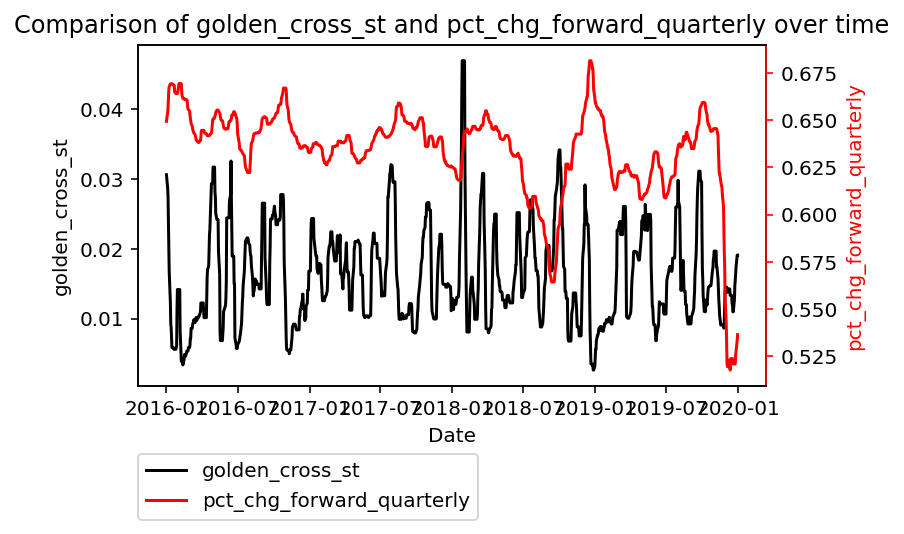 Comparison of golden_cross_st and pct_chg_forward_quarterly over time
golden_cross_st
0.04
0.03
0.02
0.01
0.675
0.650
0.625
0.600
0.575
0.550
0.525
pct_chg_forward_quarterly
2016-01 2016-07 2017-01 2017-07 2018-01 2018-07 2019-01 2019-07 2020-01
Date
golden_cross_st
pct_chg_forward_quarterly